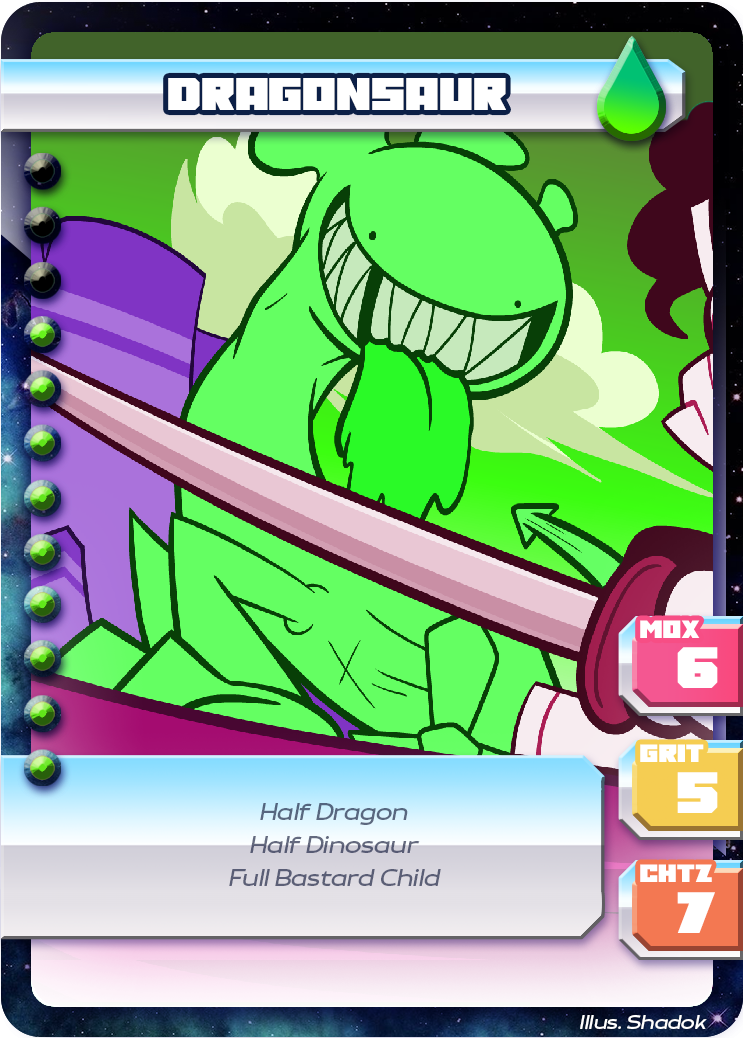 DRAGONSAUR
MOX
6
GRIT
5
CHTZ
7
Half Dragon
Half Dinosaur
Full Bastard Child
Illus. Shadok